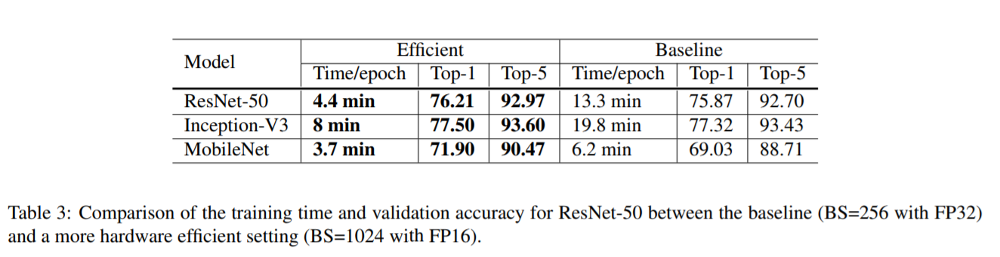 Model Efficient Baseline
Time/epoch Top-1 Top-5 Time/epoch Top-1 Top-5
ResNet-50 4.4 min 76.21 92.97 13.3 min 75.87 92.70
Inception-V3 8 min 77.50 93.60 19.8 min 77.32 93.43
MobileNet 3.7 min 71.90 90.47 6.2 min 69.03 88.71
Table 3: Comparison of the training time and validation accuracy for ResNet-50 between the baseline (BS=256 with FP32)
and a more hardware efficient setting (BS=1024 with FP16).